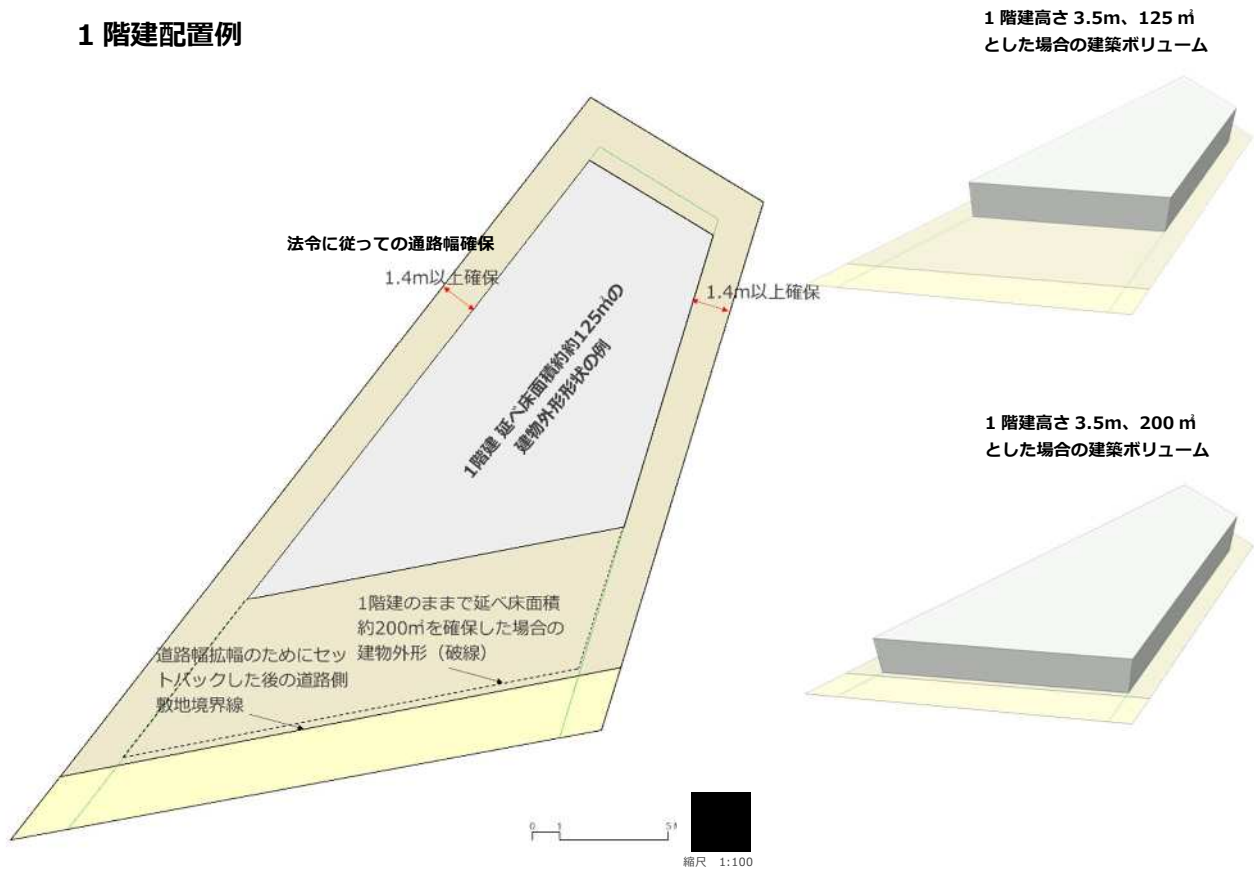 1 階建配置例
1 階建高さ 3.5m、125 ㎡
とした場合の建築ボリューム
法令に従っての通路幅確保
1.4m以上確保
1.4m以上確保
1階建 延べ床面積約約125㎡の
建物外形形状の例
1 階建高さ 3.5m、200 ㎡
とした場合の建築ボリューム
1階建のままで延べ床面積
約200㎡を確保した場合の
建物外形（破線）
道路幅拡幅のためにセッ
トバックした後の道路側
敷地境界線
0 1 5
縮尺 1:100